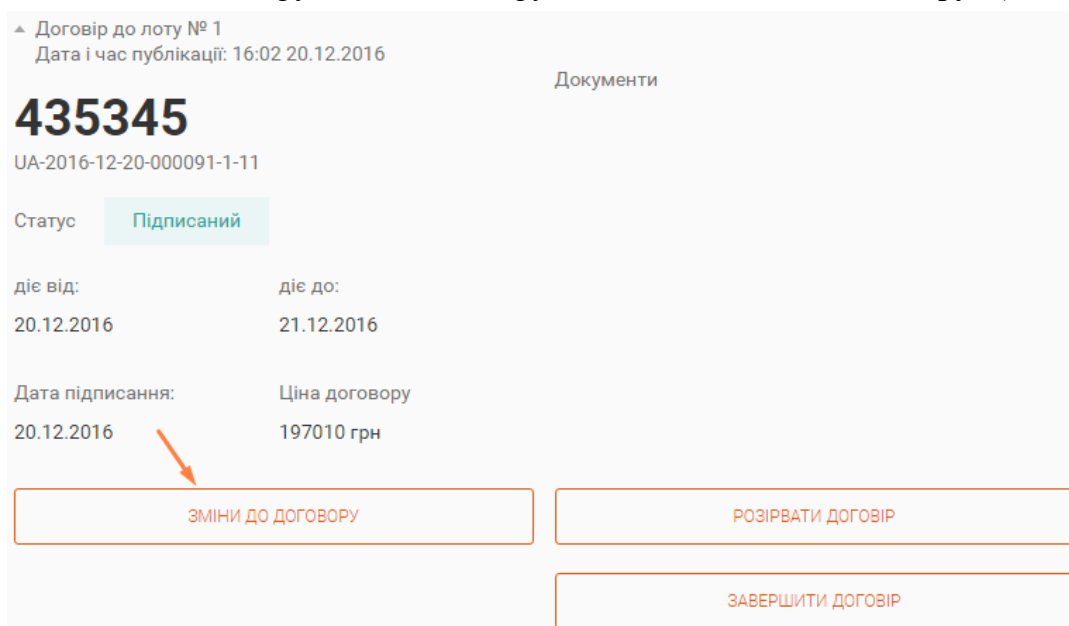 Договір до лоту № 1
Дата і час публікації: 16:02 20.12.2016
Документи
435345
UA-2016-12-20-000091-1-11
Статус Підписаний
діє від: діє до:
20.12.2016 21.12.2016
Дата підписання: Ціна договору
20.12.2016 197010 грн
ЗМІНИ ДО ДОГОВОРУ РОЗІРВАТИ ДОГОВІР
ЗАВЕРШИТИ ДОГОВІР